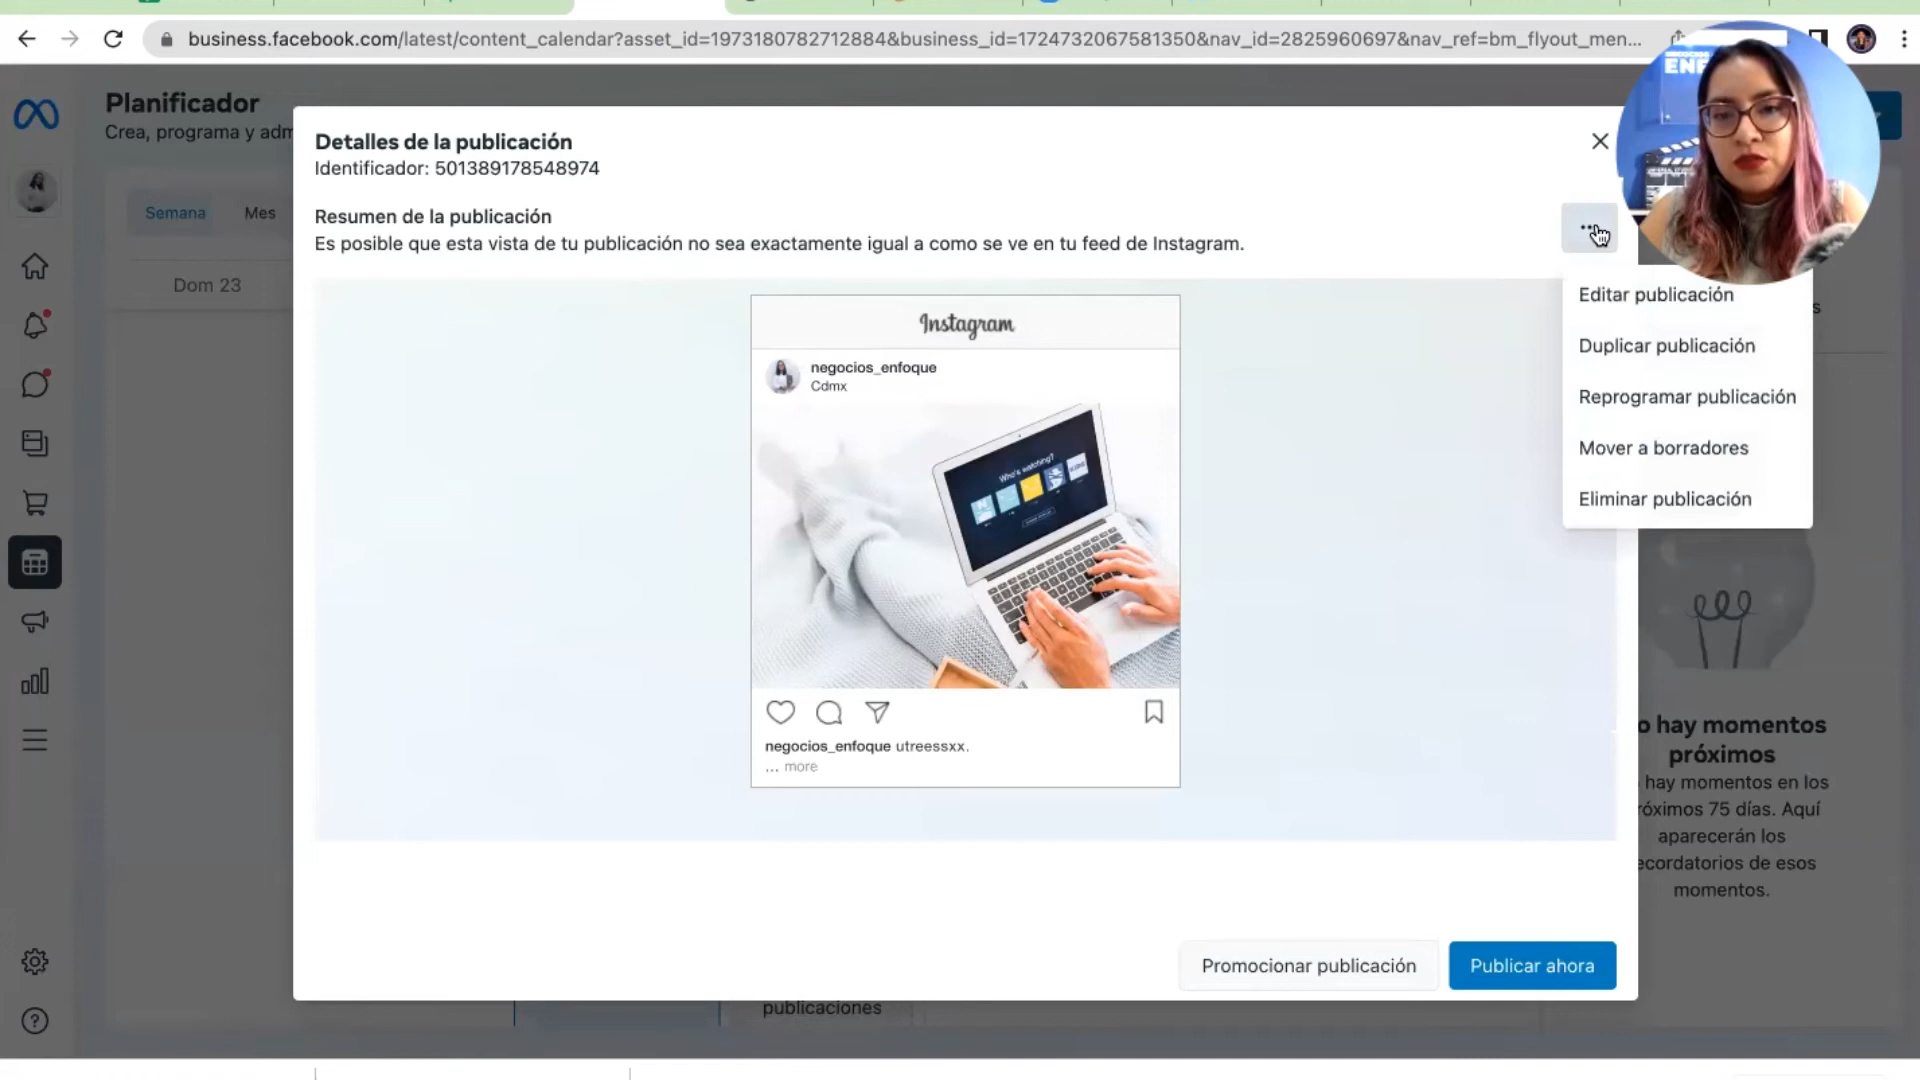 business.facebook.com/latest/content_calendar?asset_id=1973180782712884&business_id=1724732067581350&nav_id=2825960697&nav_ref=bm_flyout_men...
Planificador
Crea, programa y adm
Semana
Mes
Dom 23
Detalles de la publicación
Identificador: 501389178548974
Resumen de la publicación
Es posible que esta vista de tu publicación no sea exactamente igual a como se ve en tu feed de Instagram.
Instagram
negocios_enfoque
Cdmx
Who's watching?
negocios_enfoque utreessxx.
... more
Editar publicación
Duplicar publicación
Reprogramar publicación
Mover a borradores
Eliminar publicación
o hay momentos
próximos
hay momentos en los
róximos 75 días. Aquí
aparecerán los
ecordatorios de esos
momentos.
Promocionar publicación
Publicar ahora
publicaciones